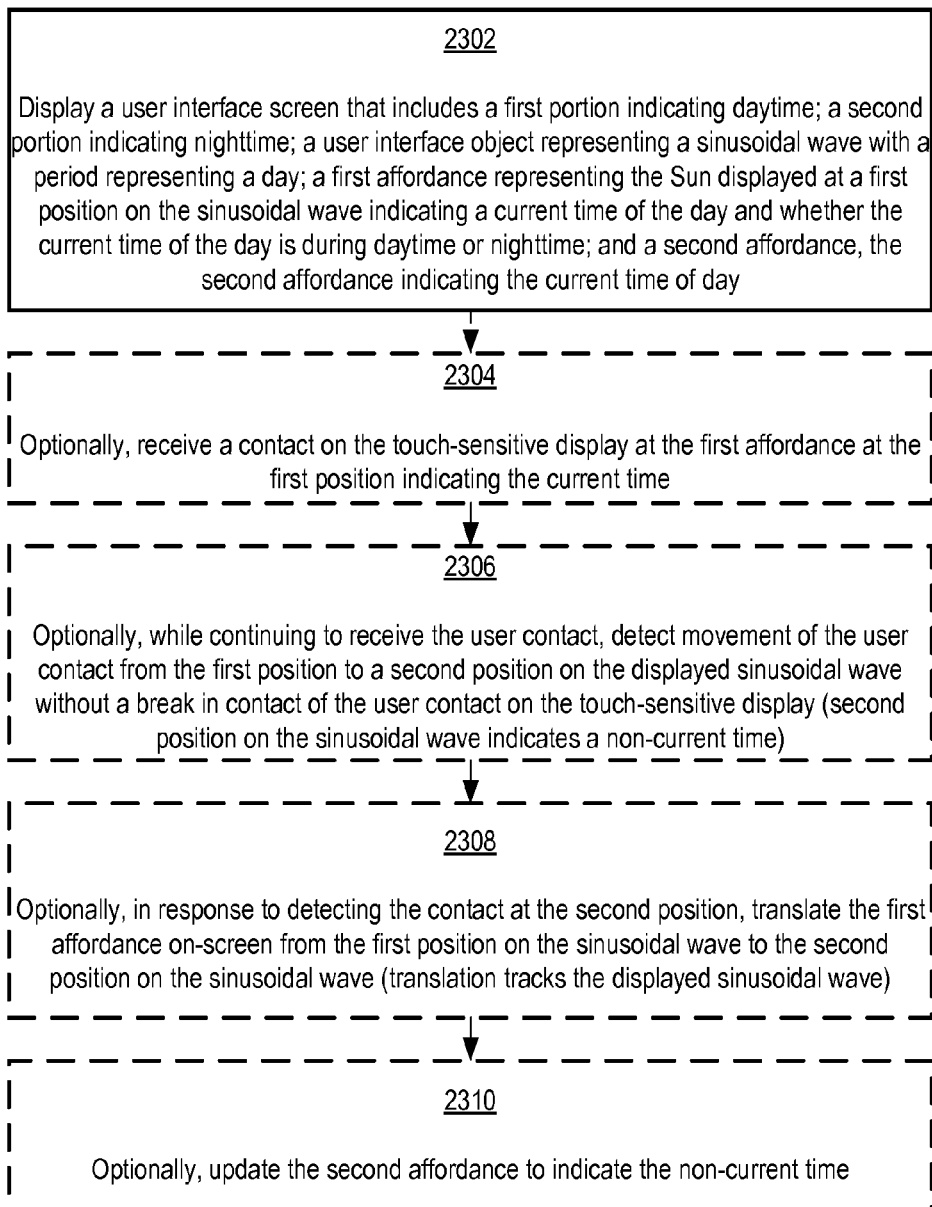 2302
Display a user interface screen that includes a first portion indicating daytime; a second
portion indicating nighttime; a user interface object representing a sinusoidal wave with a
period representing a day; a first affordance representing the Sun displayed at a first
position on the sinusoidal wave indicating a current time of the day and whether the
current time of the day is during daytime or nighttime; and a second affordance, the
second affordance indicating the current time of day
2304
Optionally, receive a contact on the touch-sensitive display at the first affordance at the
first position indicating the current time
2306
Optionally, while continuing to receive the user contact, detect movement of the user
contact from the first position to a second position on the displayed sinusoidal wave
without a break in contact of the user contact on the touch-sensitive display (second
position on the sinusoidal wave indicates a non-current time)
2308
Optionally, in response to detecting the contact at the second position, translate the first
affordance on-screen from the first position on the sinusoidal wave to the second
position on the sinusoidal wave (translation tracks the displayed sinusoidal wave)
2310
Optionally, update the second affordance to indicate the non-current time